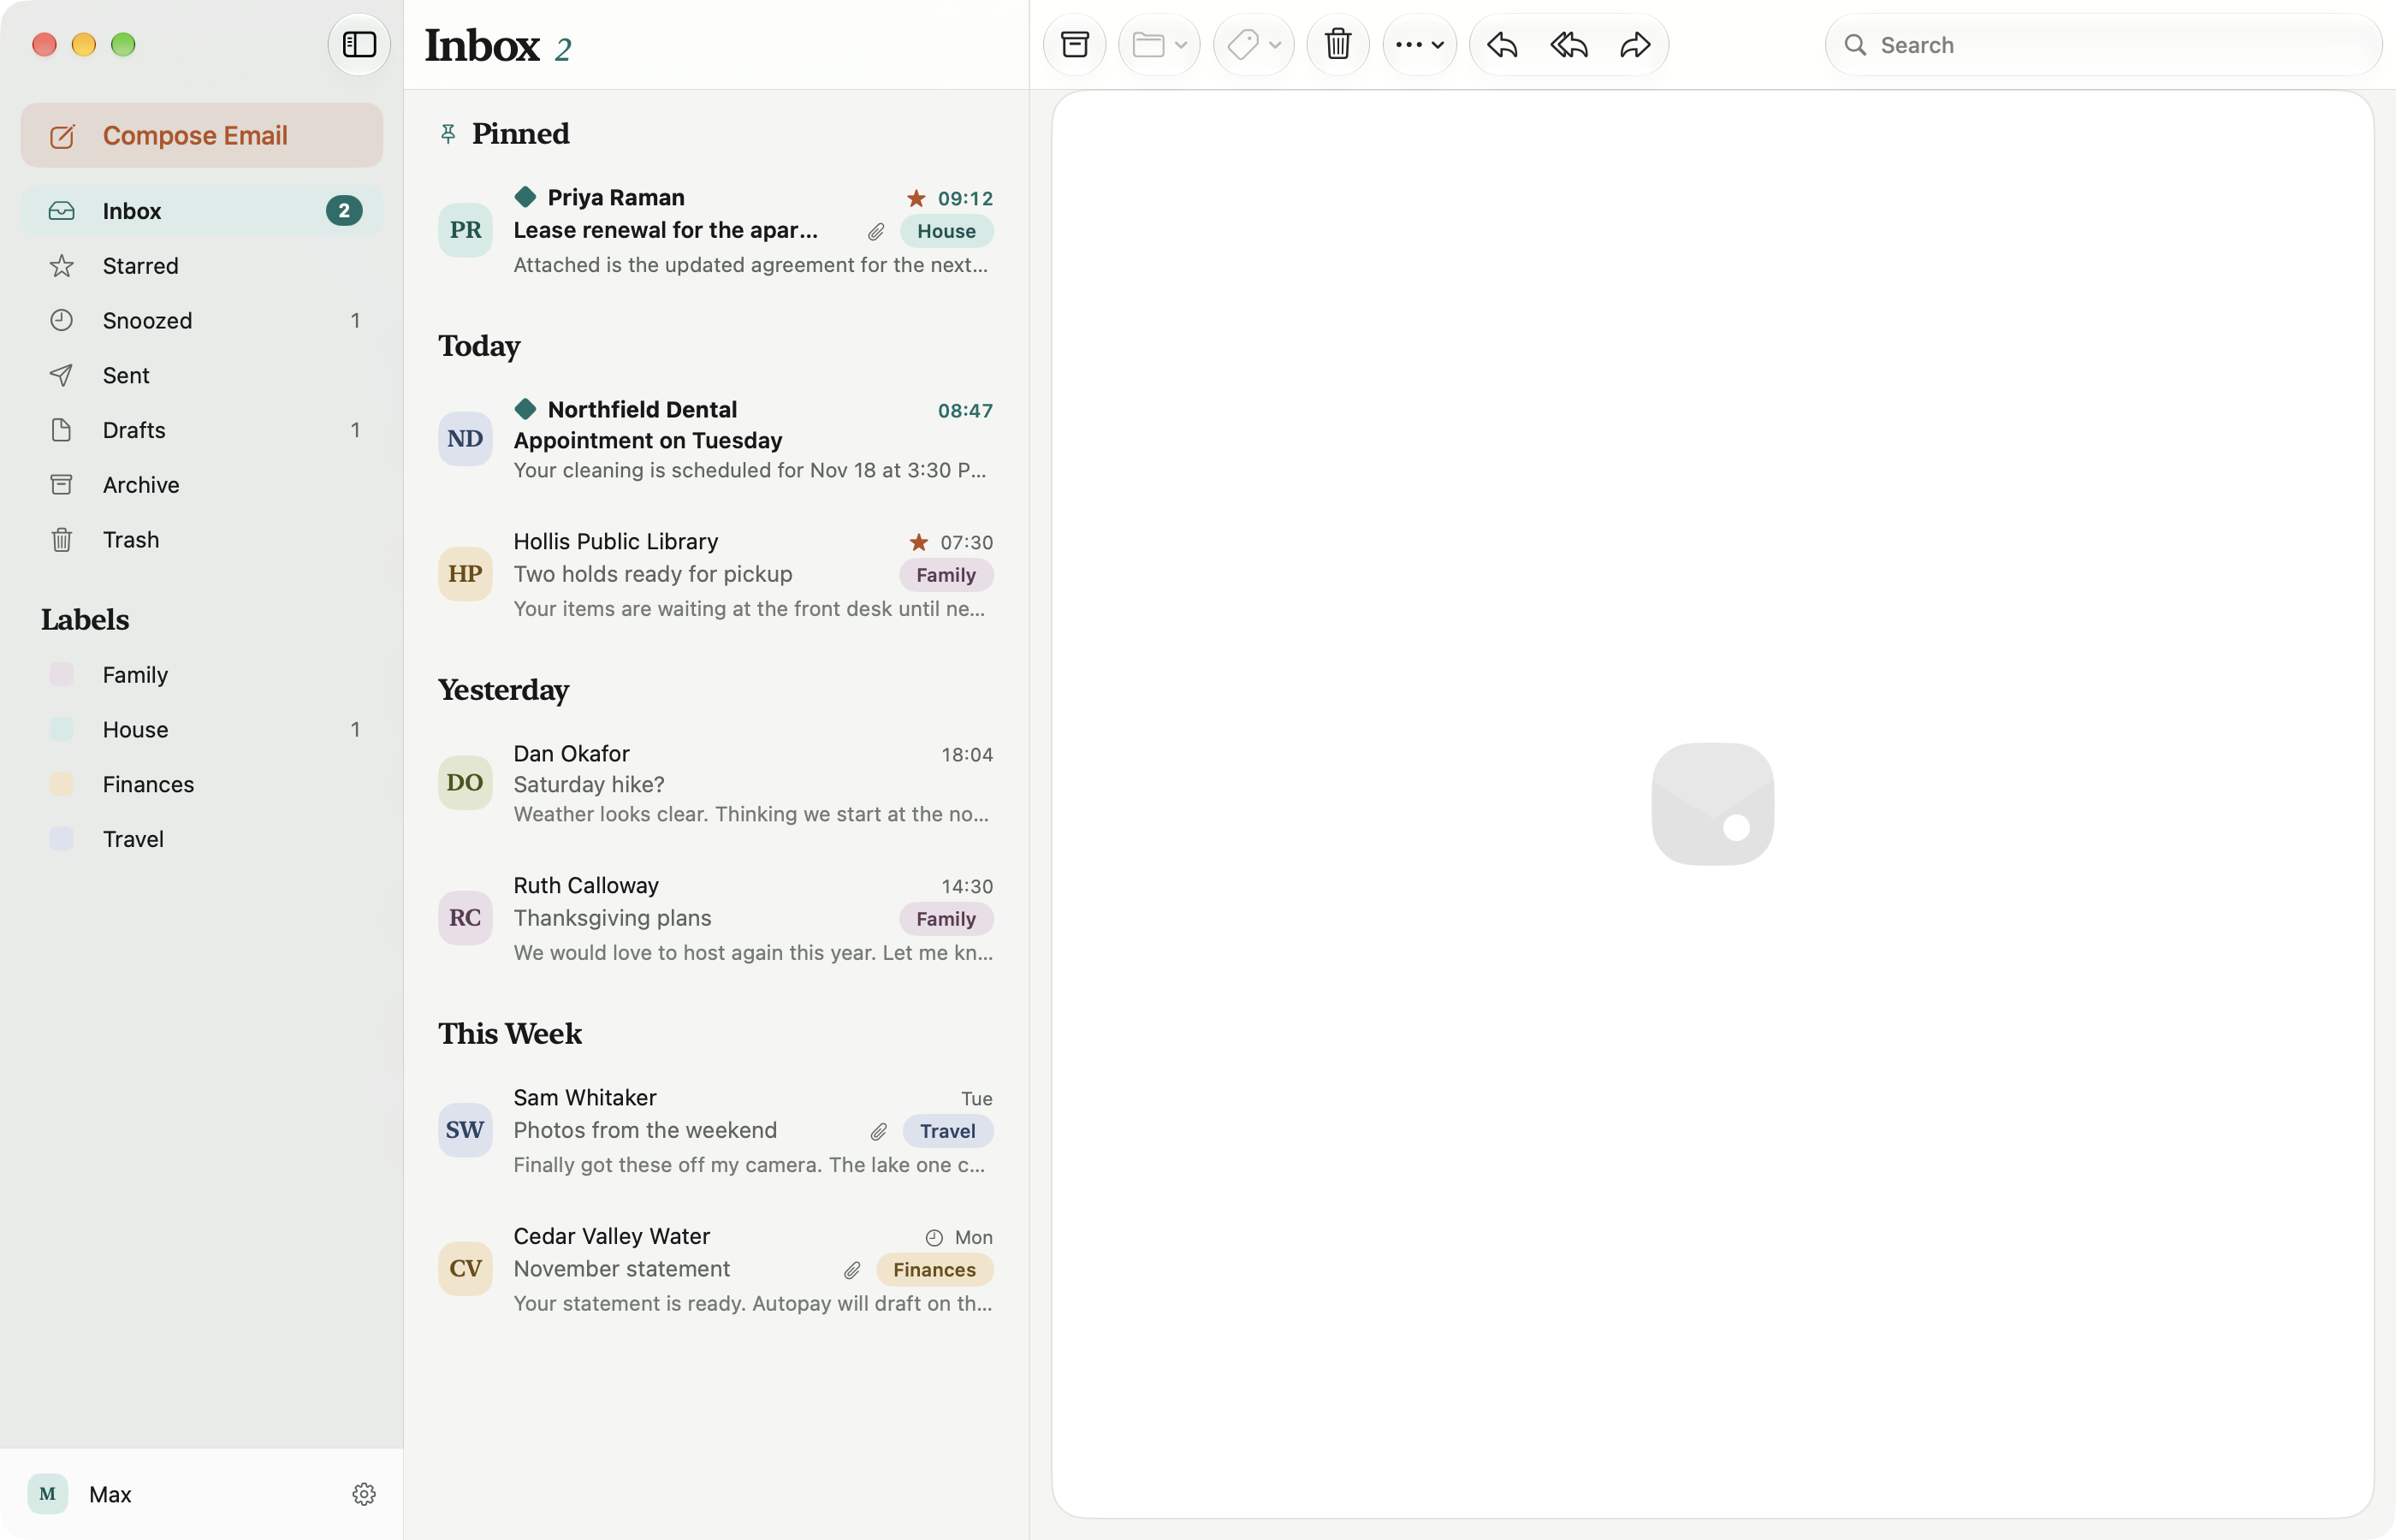 Compose Email
Inbox 2
Starred
Snoozed 1
Sent
Drafts 1
Archive
Trash
Labels
Family
House 1
Finances
Travel
M Max
Inbox 2
Pinned
PR
Priya Raman 09:12
Lease renewal for the apar... House
Attached is the updated agreement for the next...
Today
ND
Northfield Dental 08:47
Appointment on Tuesday
Your cleaning is scheduled for Nov 18 at 3:30 P...
HP
Hollis Public Library 07:30
Two holds ready for pickup Family
Your items are waiting at the front desk until ne...
Yesterday
DO
Dan Okafor 18:04
Saturday hike?
Weather looks clear. Thinking we start at the no...
RC
Ruth Calloway 14:30
Thanksgiving plans Family
We would love to host again this year. Let me kn...
This Week
SW
Sam Whitaker Tue
Photos from the weekend Travel
Finally got these off my camera. The lake one c...
CV
Cedar Valley Water Mon
November statement Finances
Your statement is ready. Autopay will draft on th...
Search